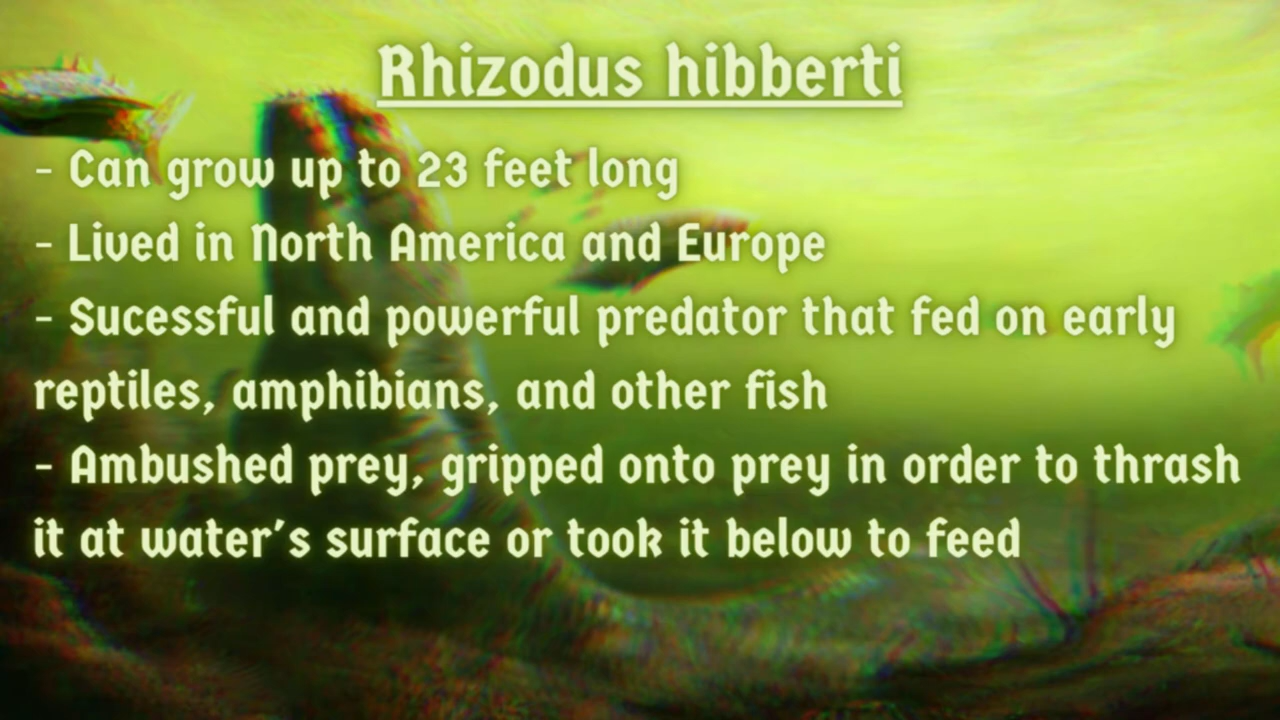 Rhizodus hibberti
- Can grow up to 23 feet long
- Lived in North America and Europe
- Sucessful and powerful predator that fed on early
reptiles, amphibians, and other fish
- Ambushed prey, gripped onto prey in order to thrash
it at water's surface or took it below to feed